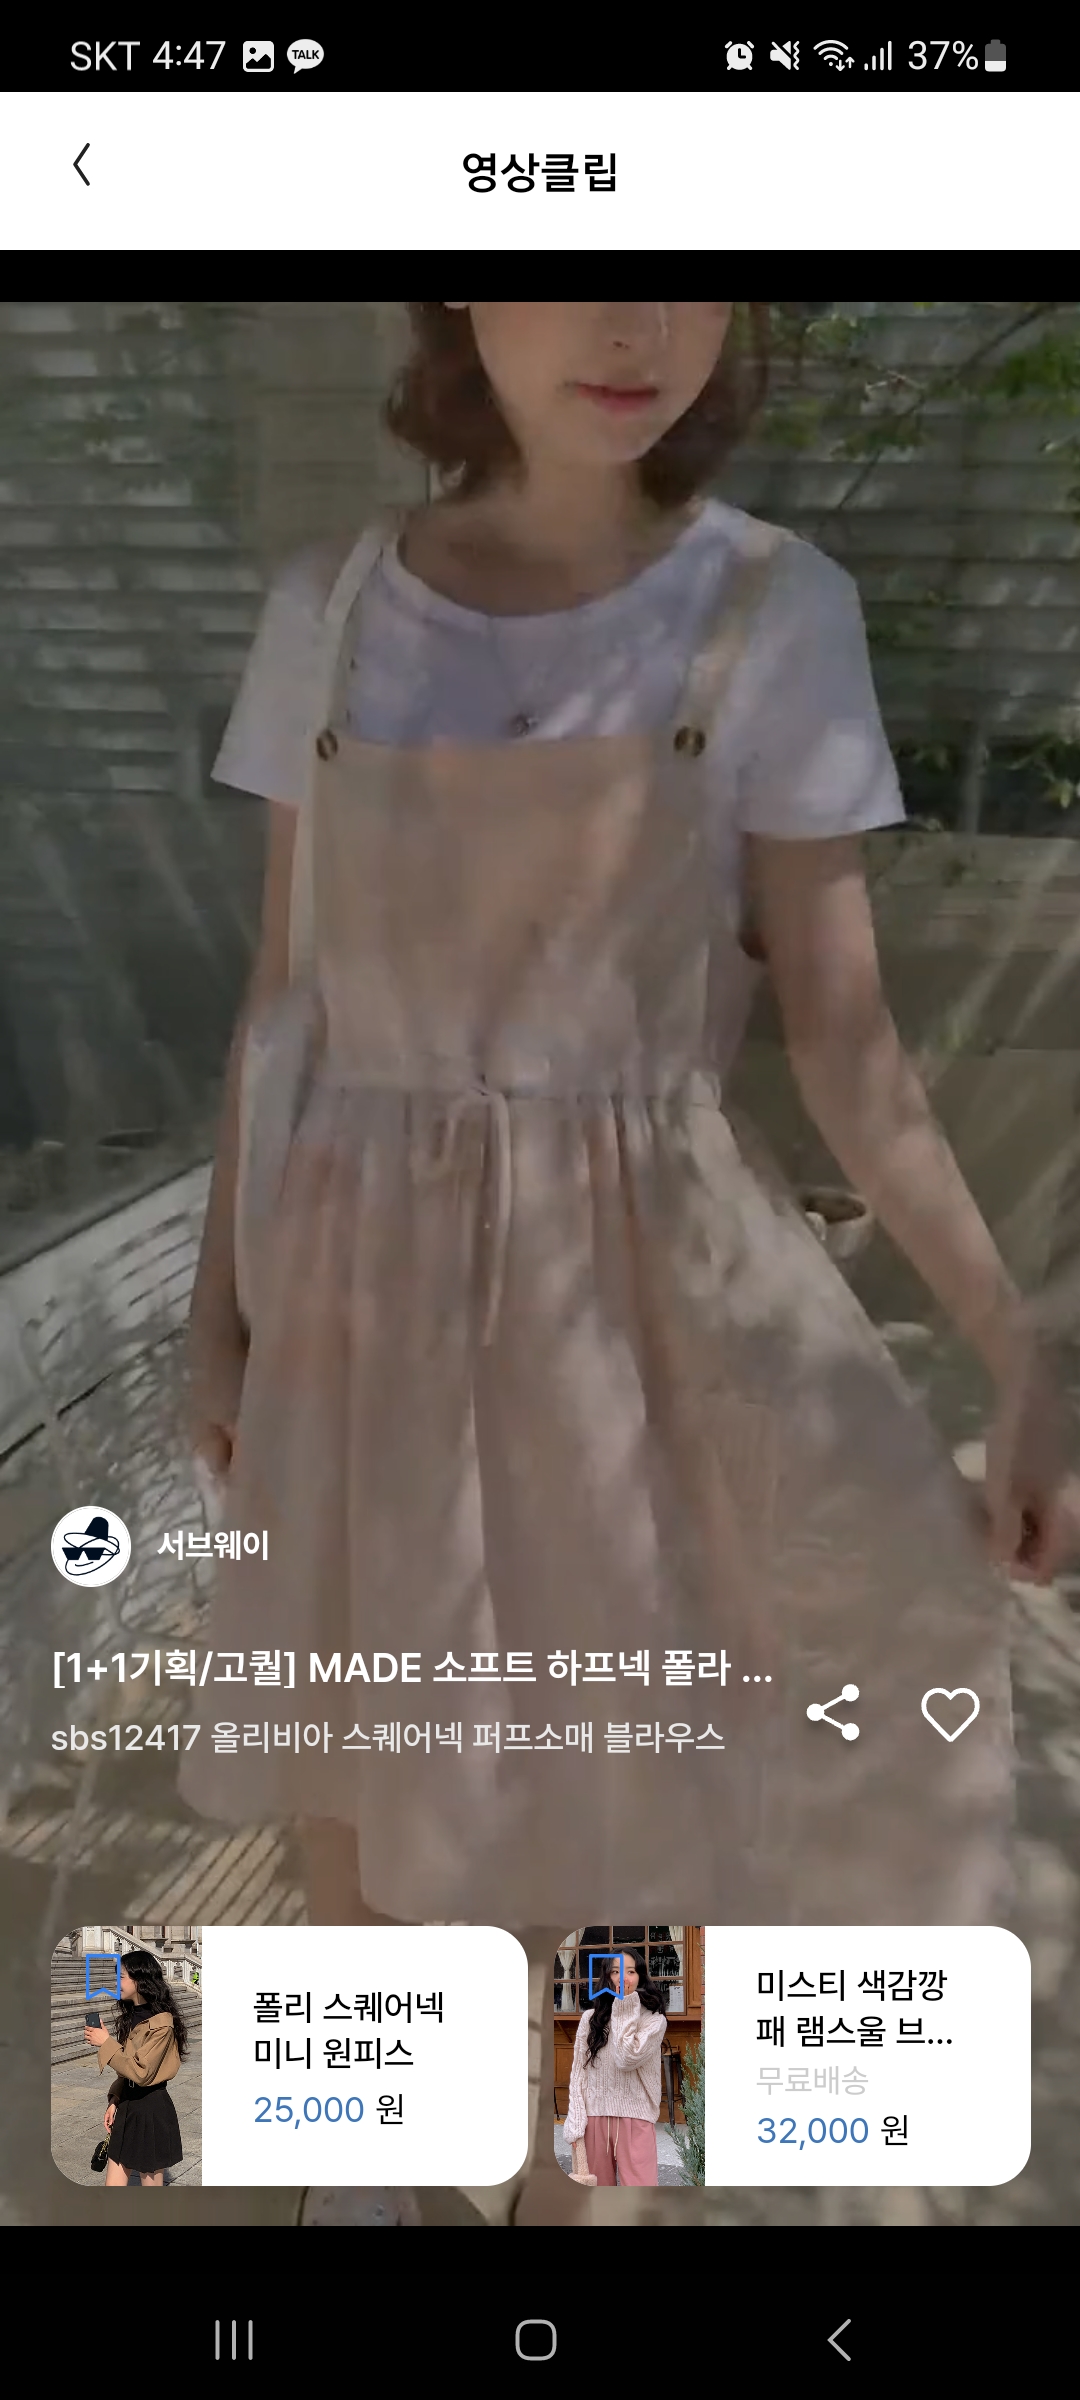 SKT 4:47
TALK
37%
영상클립
서브웨이
[1+1기획/고퀄] MADE 소프트 하프넥 폴라 ...
sbs12417 올리비아 스퀘어넥 퍼프소매 블라우스
폴리 스퀘어넥
미니 원피스
25,000 원
미스티 색감깡
패 램스울 브...
무료배송
32,000 원